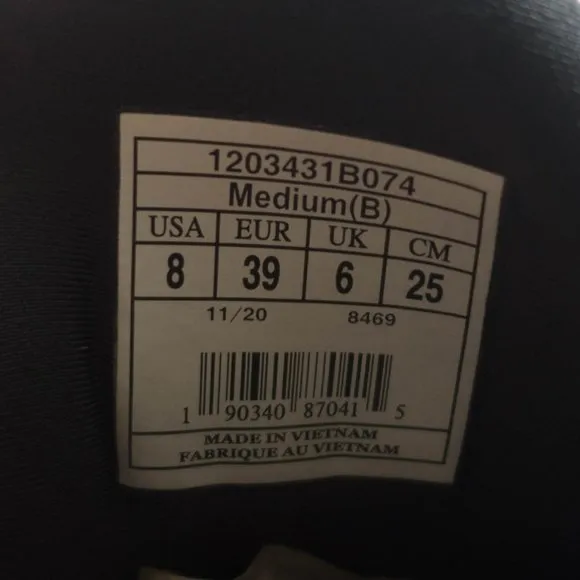 1203431B074
Medium(B)
USA EUR UK CM
8 39 6 25
11/20 8469
1 90340 87041 5
MADE IN VIETNAM
FABRIQUE AU VIETNAM